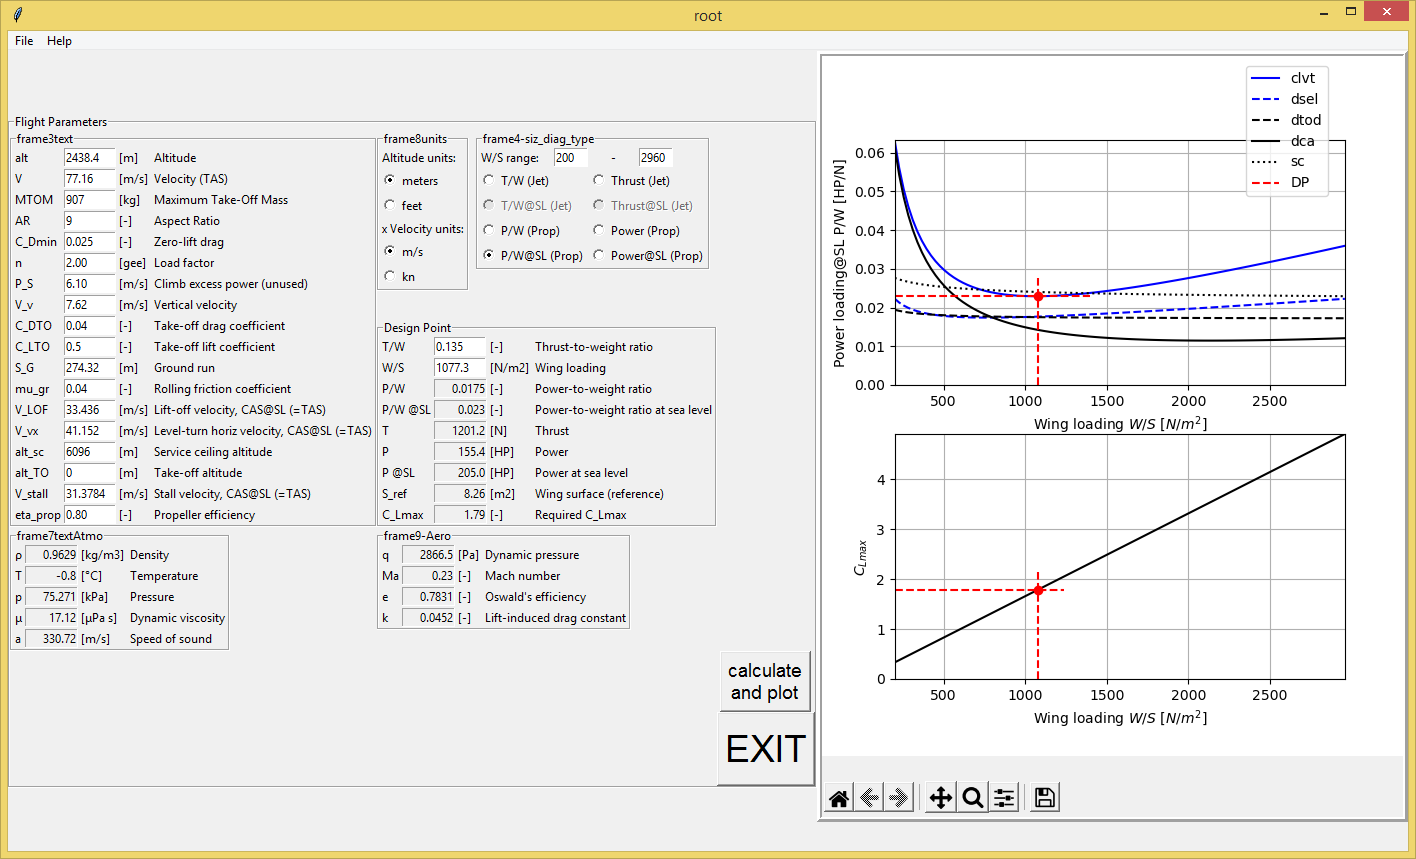 root
File Help
Flight Parameters
frame3text
alt 2438.4 [m] Altitude
V 77.16 [m/s] Velocity (TAS)
MTOM 907 [kg] Maximum Take-Off Mass
AR 9 [-] Aspect Ratio
C_Dmin 0.025 [-] Zero-lift drag
n 2.00 [gee] Load factor
P_S 6.10 [m/s] Climb excess power (unused)
V_v 7.62 [m/s] Vertical velocity
C_DTO 0.04 [-] Take-off drag coefficient
C_LTO 0.5 [-] Take-off lift coefficient
S_G 274.32 [m] Ground run
mu_gr 0.04 [-] Rolling friction coefficient
V_LOF 33.436 [m/s] Lift-off velocity, CAS@SL (=TAS)
V_vx 41.152 [m/s] Level-turn horiz velocity, CAS@SL (=TAS)
alt_sc 6096 [m] Service ceiling altitude
alt_TO 0 [m] Take-off altitude
V_stall 31.3784 [m/s] Stall velocity, CAS@SL (=TAS)
eta_prop 0.80 [-] Propeller efficiency
frame8units
Altitude units:
meters
feet
x Velocity units:
m/s
kn
frame4-siz_diag_type
W/S range: 200 - 2960
T/W (Jet) Thrust (Jet)
T/W@SL (Jet) Thrust@SL (Jet)
P/W (Prop) Power (Prop)
P/W@SL (Prop) Power@SL (Prop)
Design Point
T/W 0.135 [-] Thrust-to-weight ratio
W/S 1077.3 [N/m2] Wing loading
P/W 0.0175 [-] Power-to-weight ratio
P/W @SL 0.023 [-] Power-to-weight ratio at sea level
T 1201.2 [N] Thrust
P 155.4 [HP] Power
P @SL 205.0 [HP] Power at sea level
S_ref 8.26 [m2] Wing surface (reference)
C_Lmax 1.79 [-] Required C_Lmax
frame7textAtmo
ρ 0.9629 [kg/m3] Density
T -0.8 [°C] Temperature
p 75.271 [kPa] Pressure
μ 17.12 [μPa s] Dynamic viscosity
a 330.72 [m/s] Speed of sound
frame9-Aero
q 2866.5 [Pa] Dynamic pressure
Ma 0.23 [-] Mach number
e 0.7831 [-] Oswald's efficiency
k 0.0452 [-] Lift-induced drag constant
calculate
and plot
EXIT
clvt
dsel
dtod
dca
sc
DP
Power loading@SL P/W [HP/N]
0.06
0.05
0.04
0.03
0.02
0.01
0.00
500 1000 1500 2000 2500
Wing loading W/S [N/m²]
C_Lmax
4
3
2
1
0
500 1000 1500 2000 2500
Wing loading W/S [N/m²]